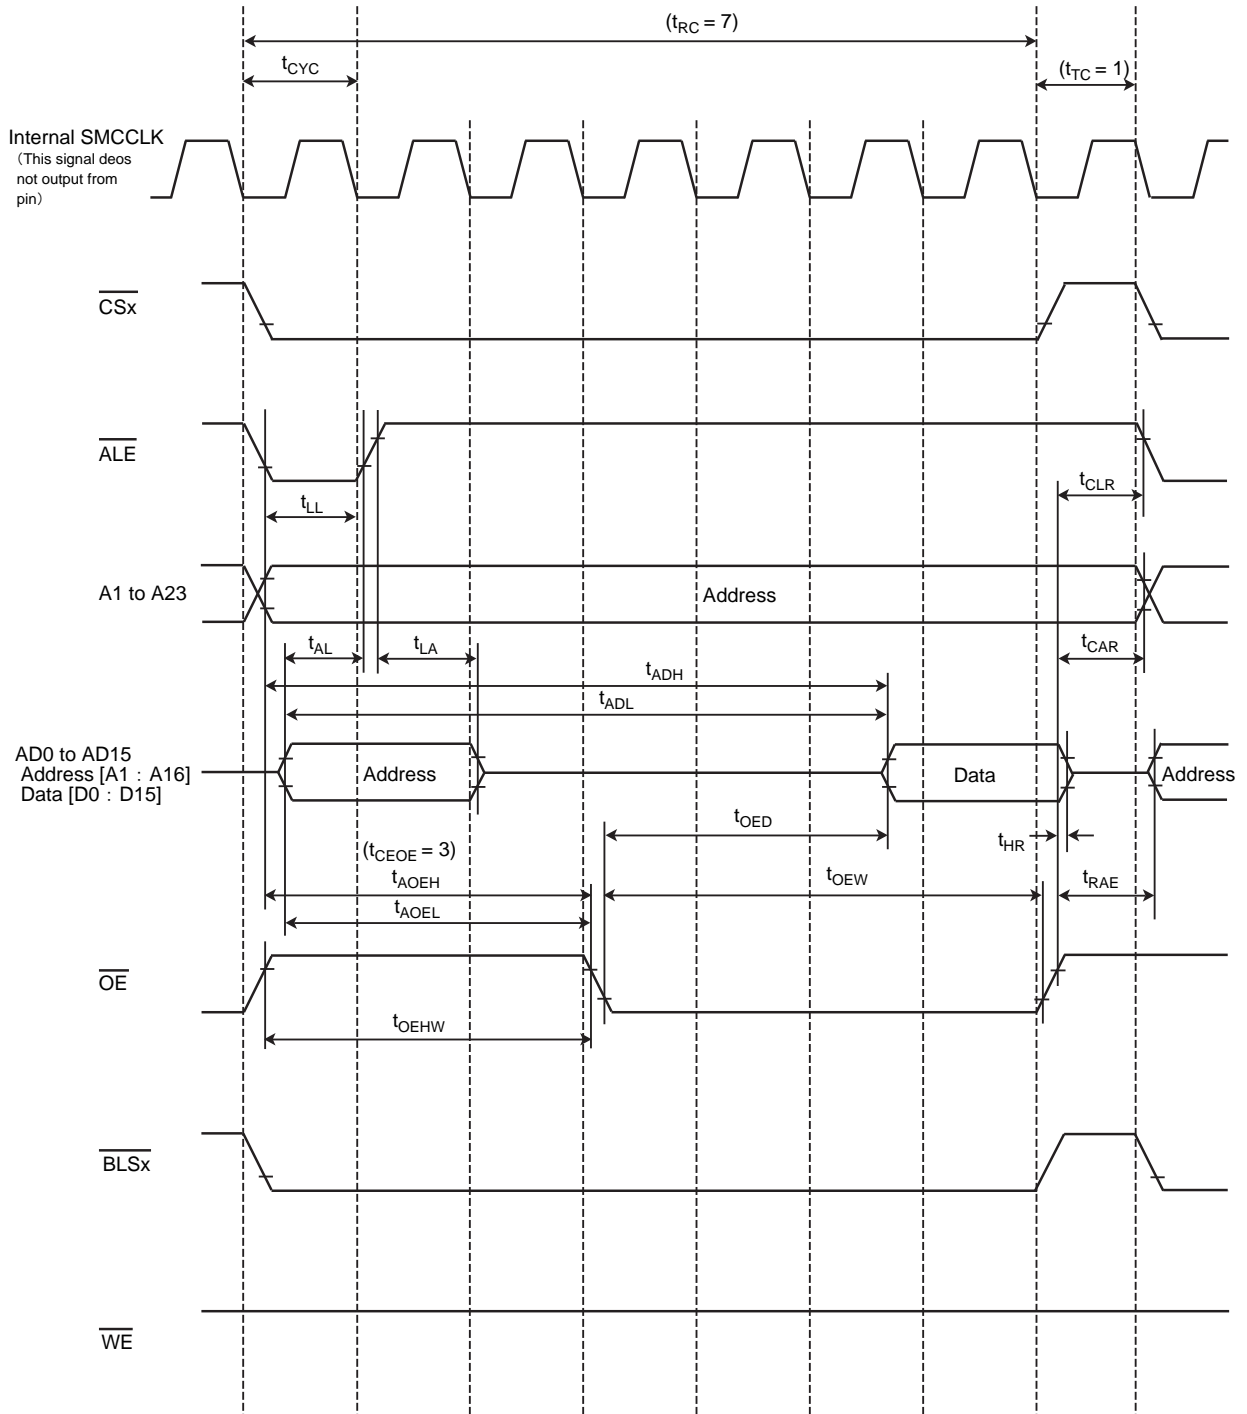 (tRC = 7)
tCYC
(tTC = 1)
Internal SMCCLK
（This signal deos
not output from
pin）
CSx
ALE
tCLR
tLL
A1 to A23
Address
tAL
tLA
tCAR
tADH
tADL
AD0 to AD15
Address [A1 : A16]
Data [D0 : D15]
Address
Data
Address
tOED
tHR
(tCEOE = 3)
tAOEH
tOEW
tRAE
tAOEL
OE
tOEHW
BLSx
WE